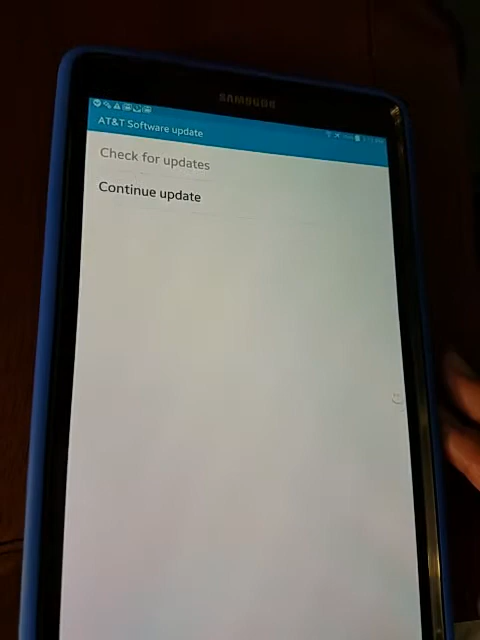 SAMSUNG
AT&T Software update
Check for updates
Continue update